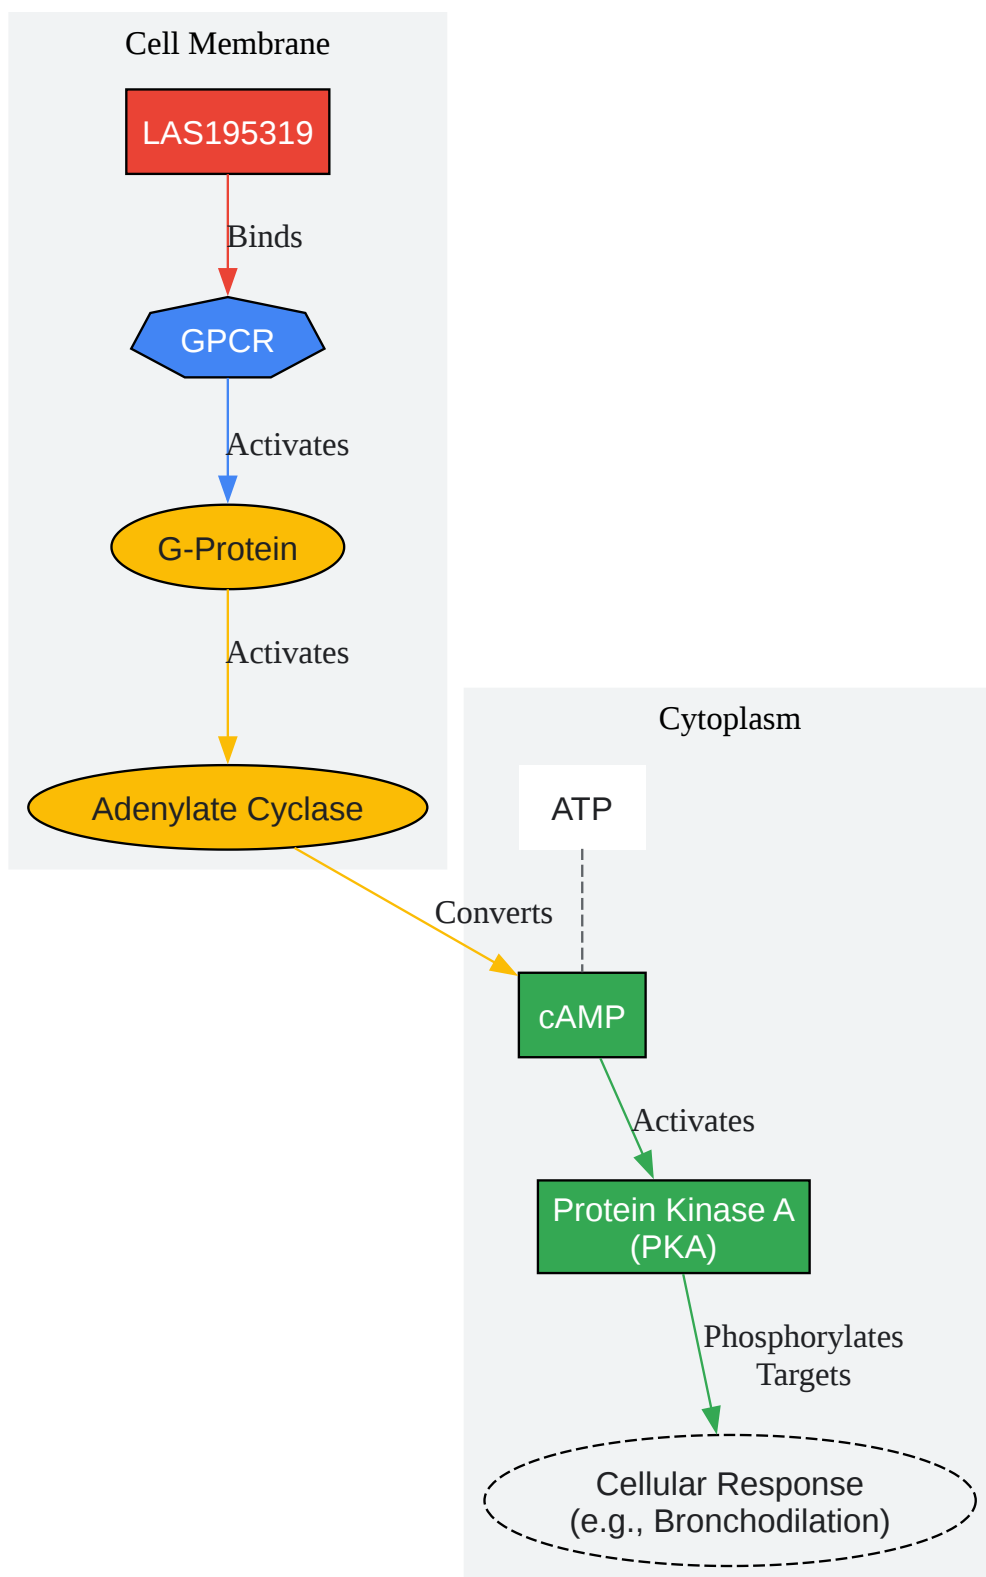 Cell Membrane
LAS195319
Binds
GPCR
Activates
G-Protein
Activates
Adenylate Cyclase
Cytoplasm
ATP
Converts
cAMP
Activates
Protein Kinase A
(PKA)
Phosphorylates
Targets
Cellular Response
(e.g., Bronchodilation)